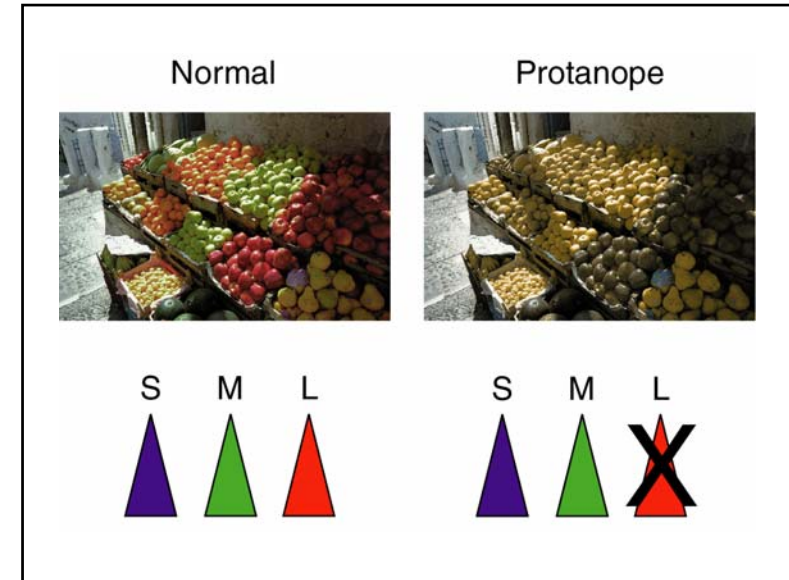 Normal
Protanope
S M L
S M L
X